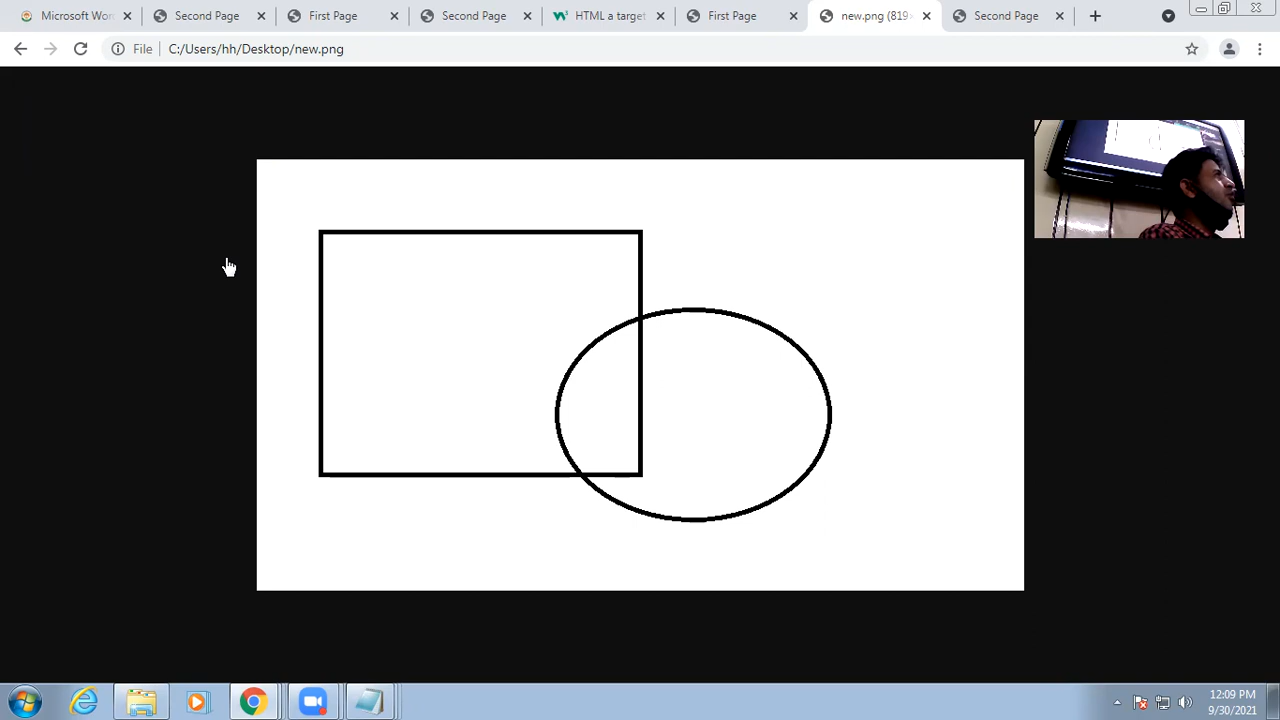 Microsoft Wor
Second Page
First Page
Second Page
HTML a target
First Page
new.png (819
Second Page
File
C:/Users/hh/Desktop/new.png
12:09 PM
9/30/2021